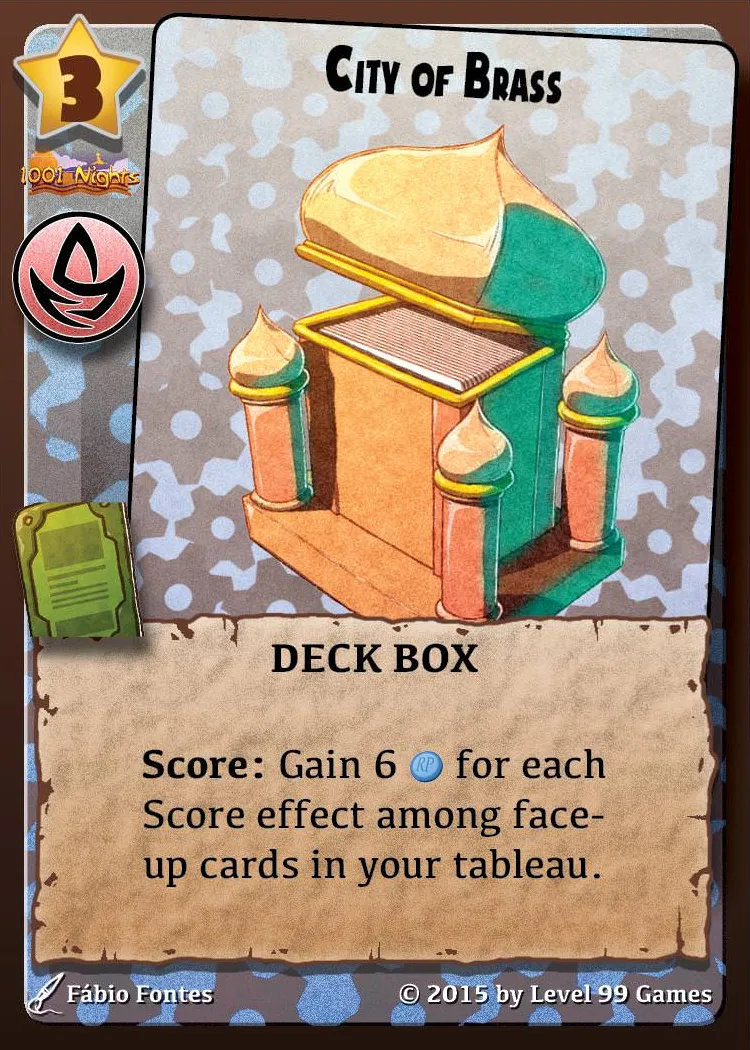 3
City of Brass
1001 Nights
DECK BOX
Score: Gain 6 RP for each
Score effect among face-
up cards in your tableau.
Fábio Fontes
© 2015 by Level 99 Games